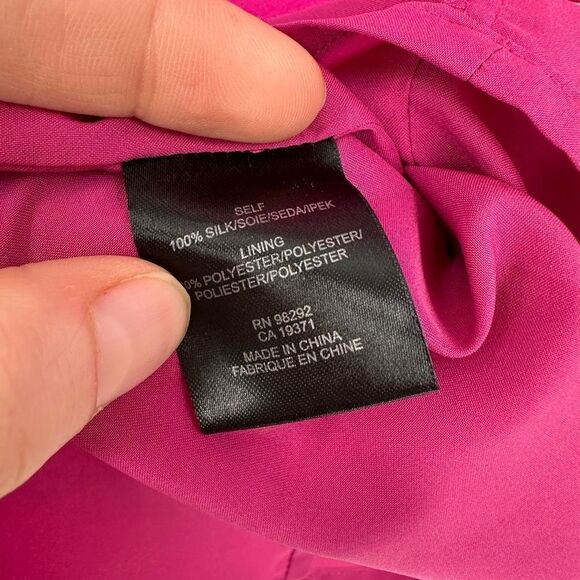 SELF
100% SILK/SOIE/SEDA/IPEK
LINING
0% POLYESTER/POLYESTER/
POLIESTER/POLYESTER
RN 98292
CA 19371
MADE IN CHINA
FABRIQUE EN CHINE